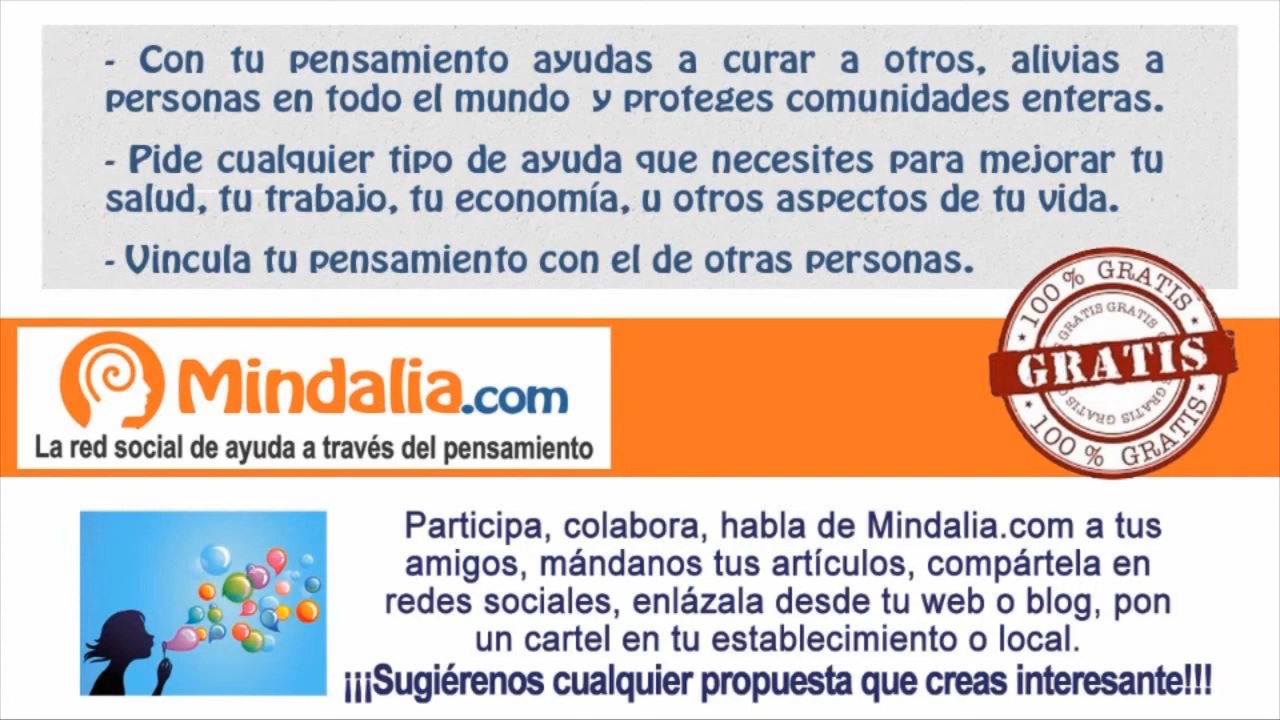 - Con tu pensamiento ayudas a curar a otros, alivias a
personas en todo el mundo y proteges comunidades enteras.
- Pide cualquier tipo de ayuda que necesites para mejorar tu
salud, tu trabajo, tu economía, u otros aspectos de tu vida.
- Vincula tu pensamiento con el de otras personas.
100 % GRATIS
GRATIS GRATIS
GRATIS
GRATIS GRATIS
100 % GRATIS
Mindalia.com
La red social de ayuda a través del pensamiento
Participa, colabora, habla de Mindalia.com a tus
amigos, mándanos tus artículos, compártela en
redes sociales, enlázala desde tu web o blog, pon
un cartel en tu establecimiento o local.
¡¡¡Sugiérenos cualquier propuesta que creas interesante!!!